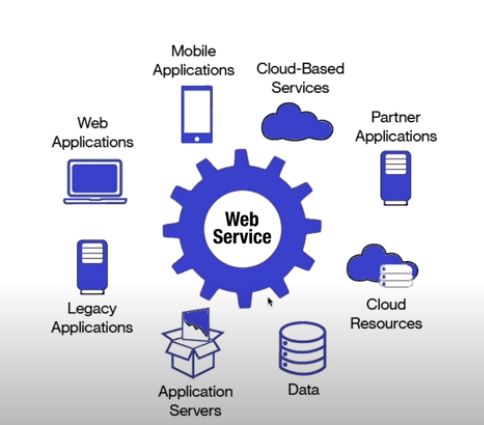 Mobile
Applications
Cloud-Based
Services
Web
Applications
Partner
Applications
Web
Service
Legacy
Applications
Cloud
Resources
Application
Servers
Data